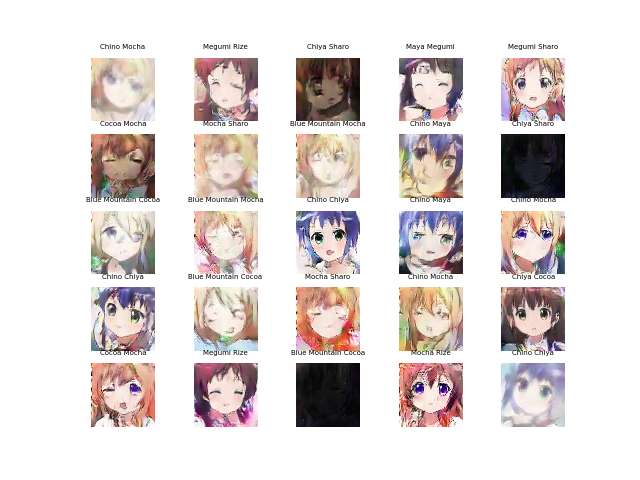 Chino Mocha
Megumi Rize
Chiya Sharo
Maya Megumi
Megumi Sharo
Cocoa Mocha
Mocha Sharo
Blue Mountain Mocha
Chino Maya
Chiya Sharo
Blue Mountain Cocoa
Blue Mountain Mocha
Chino Chiya
Chino Maya
Chino Mocha
Chino Chiya
Blue Mountain Cocoa
Mocha Sharo
Chino Mocha
Chiya Cocoa
Cocoa Mocha
Megumi Rize
Blue Mountain Cocoa
Mocha Rize
Chino Chiya